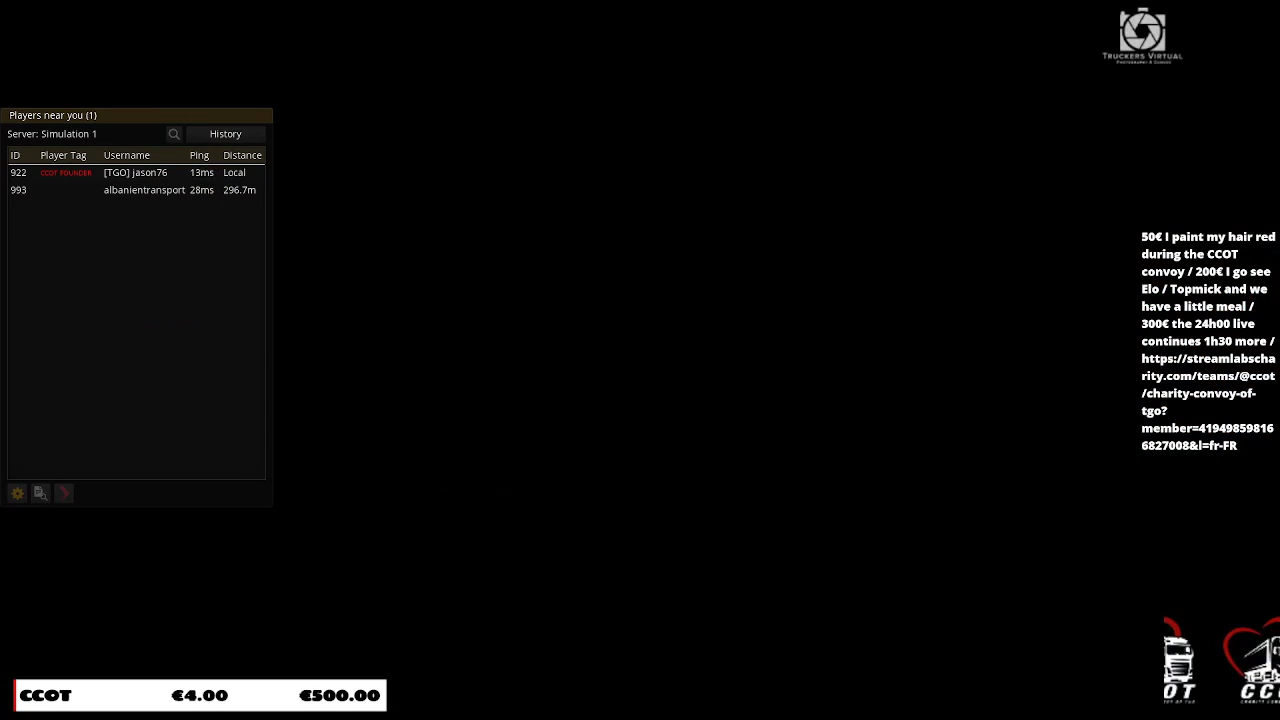 TRUCKERS VIRTUAL
Players near you (1)
Server: Simulation 1
History
ID Player Tag Username Ping Distance
922 CCOT FOUNDER [TGO] jason76 13ms Local
993 albanientransport 28ms 296.7m
50€ I paint my hair red
during the CCOT
convoy / 200€ I go see
Elo / Topmick and we
have a little meal /
300€ the 24h00 live
continues 1h30 more /
https://streamlabscha
rity.com/teams/@ccot
/charity-convoy-of-
tgo?
member=41949859816
6827008&l=fr-FR
OT
CCOT €4.00 €500.00